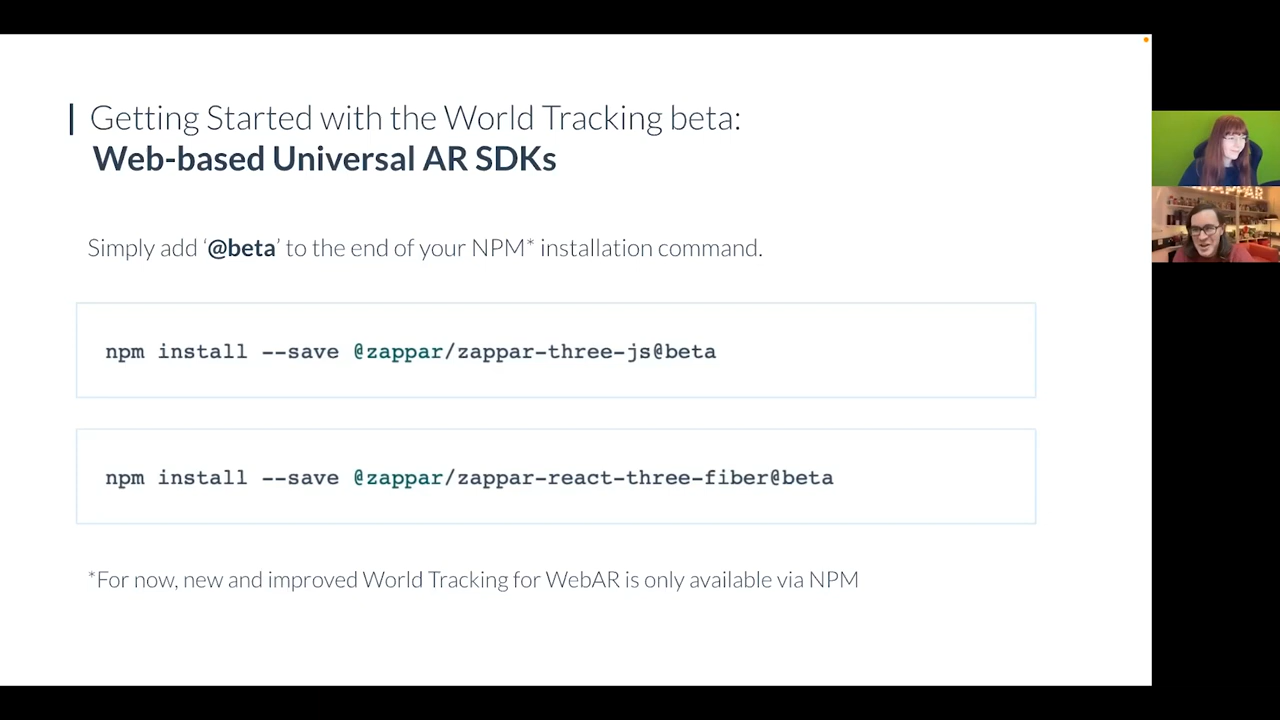 Getting Started with the World Tracking beta:
Web-based Universal AR SDKs
Simply add ‘@beta’ to the end of your NPM* installation command.
npm install --save @zappar/zappar-three-js@beta
npm install --save @zappar/zappar-react-three-fiber@beta
*For now, new and improved World Tracking for WebAR is only available via NPM
ZAPPAR